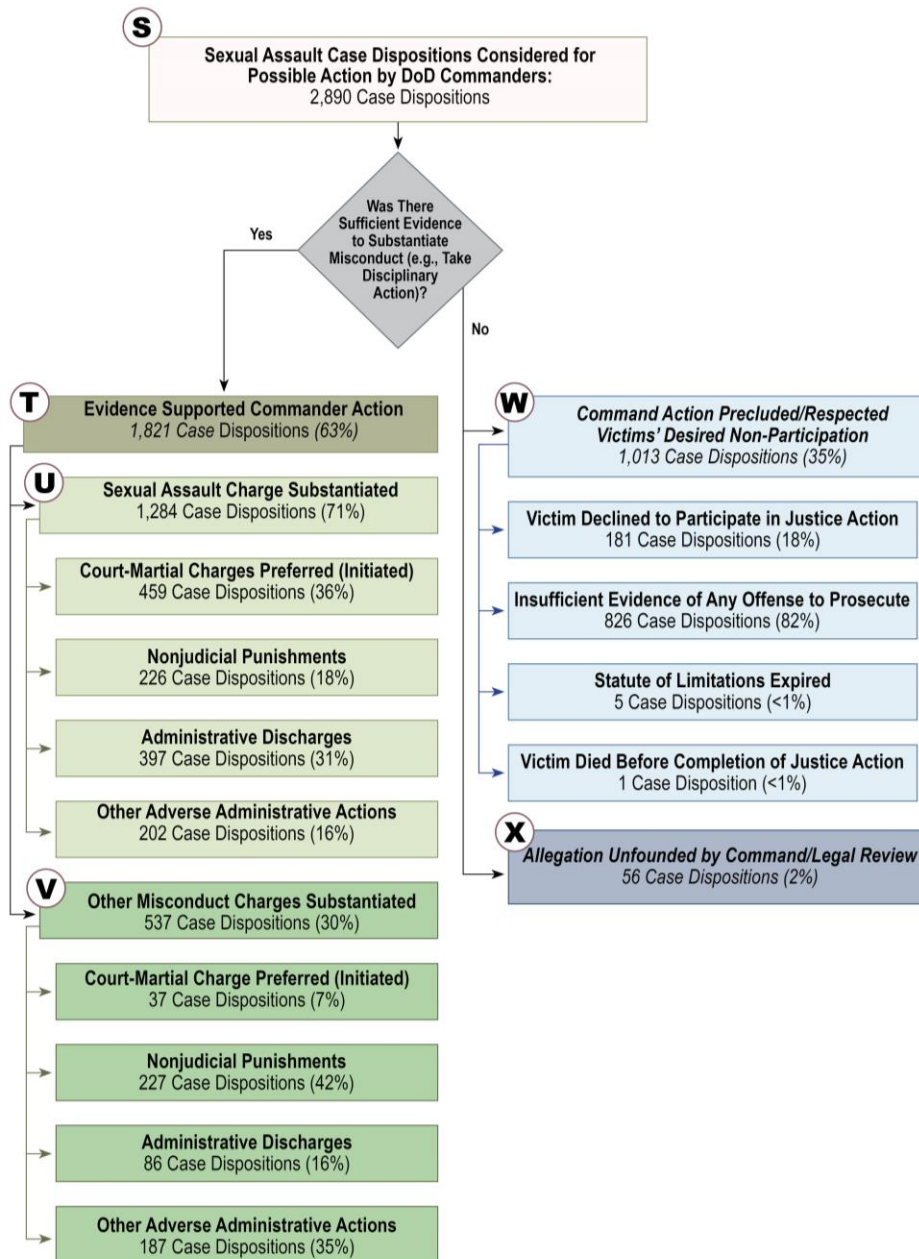 S
Sexual Assault Case Dispositions Considered for
Possible Action by DoD Commanders:
2,890 Case Dispositions
Was There
Sufficient Evidence
to Substantiate
Misconduct (e.g., Take
Disciplinary
Action)?
Yes
No
T
Evidence Supported Commander Action
1,821 Case Dispositions (63%)
U
Sexual Assault Charge Substantiated
1,284 Case Dispositions (71%)
Court-Martial Charges Preferred (Initiated)
459 Case Dispositions (36%)
Nonjudicial Punishments
226 Case Dispositions (18%)
Administrative Discharges
397 Case Dispositions (31%)
Other Adverse Administrative Actions
202 Case Dispositions (16%)
V
Other Misconduct Charges Substantiated
537 Case Dispositions (30%)
Court-Martial Charge Preferred (Initiated)
37 Case Dispositions (7%)
Nonjudicial Punishments
227 Case Dispositions (42%)
Administrative Discharges
86 Case Dispositions (16%)
Other Adverse Administrative Actions
187 Case Dispositions (35%)
W
Command Action Precluded/Respected
Victims' Desired Non-Participation
1,013 Case Dispositions (35%)
Victim Declined to Participate in Justice Action
181 Case Dispositions (18%)
Insufficient Evidence of Any Offense to Prosecute
826 Case Dispositions (82%)
Statute of Limitations Expired
5 Case Dispositions (<1%)
Victim Died Before Completion of Justice Action
1 Case Disposition (<1%)
X
Allegation Unfounded by Command/Legal Review
56 Case Dispositions (2%)